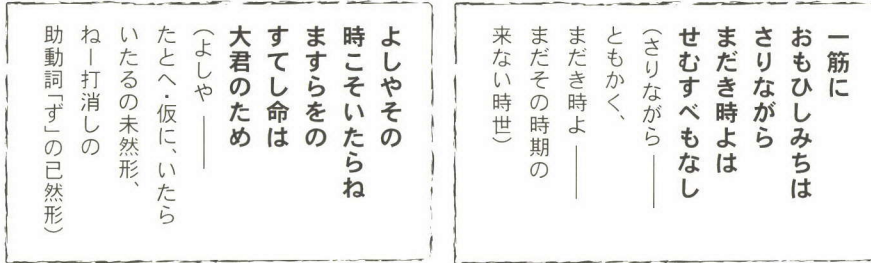 一筋に
おもひしみちは
さりながら
まだき時よは
せむすべもなし
（さりながら――
ともかく、
まだき時よ――
まだその時期の
来ない時世）
よしやその
時こそいたらね
ますらをの
すてし命は
大君のため
（よしや――
たとへ・仮に、いたら
いたるの未然形、
ねー打消しの
助動詞「ず」の已然形）